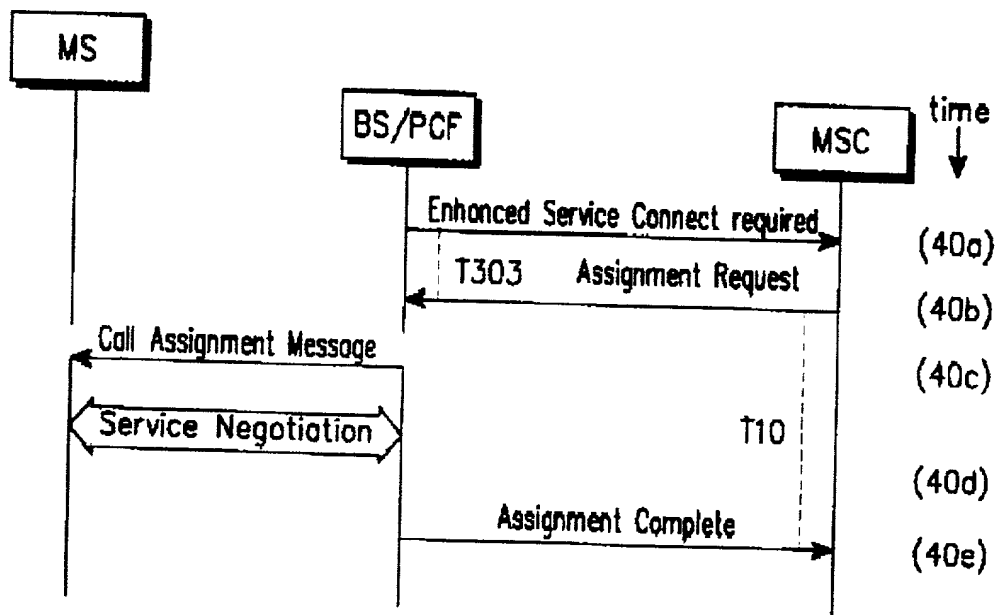 MS
BS/PCF
MSC
time
Enhonced Service Connect required
(40a)
T303
Assignment Request
(40b)
Call Assignment Message
(40c)
Service Negotiation
T10
(40d)
Assignment Complete
(40e)